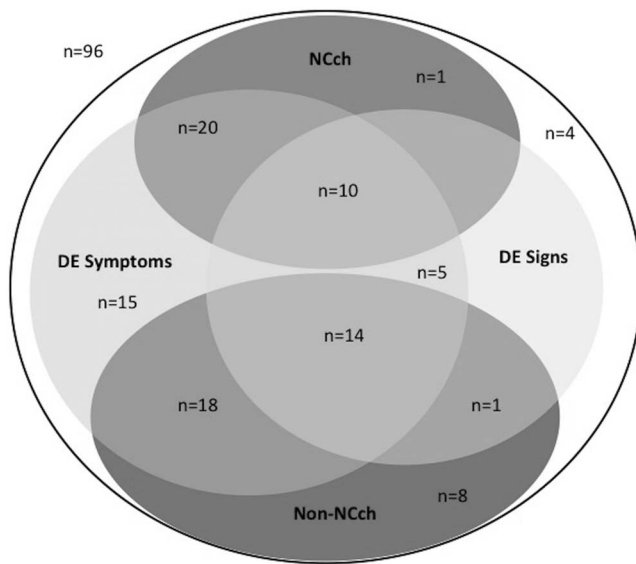 n=96
NCch
n=1
n=20
n=4
n=10
DE Symptoms
DE Signs
n=5
n=15
n=14
n=18
n=1
n=8
Non-NCch